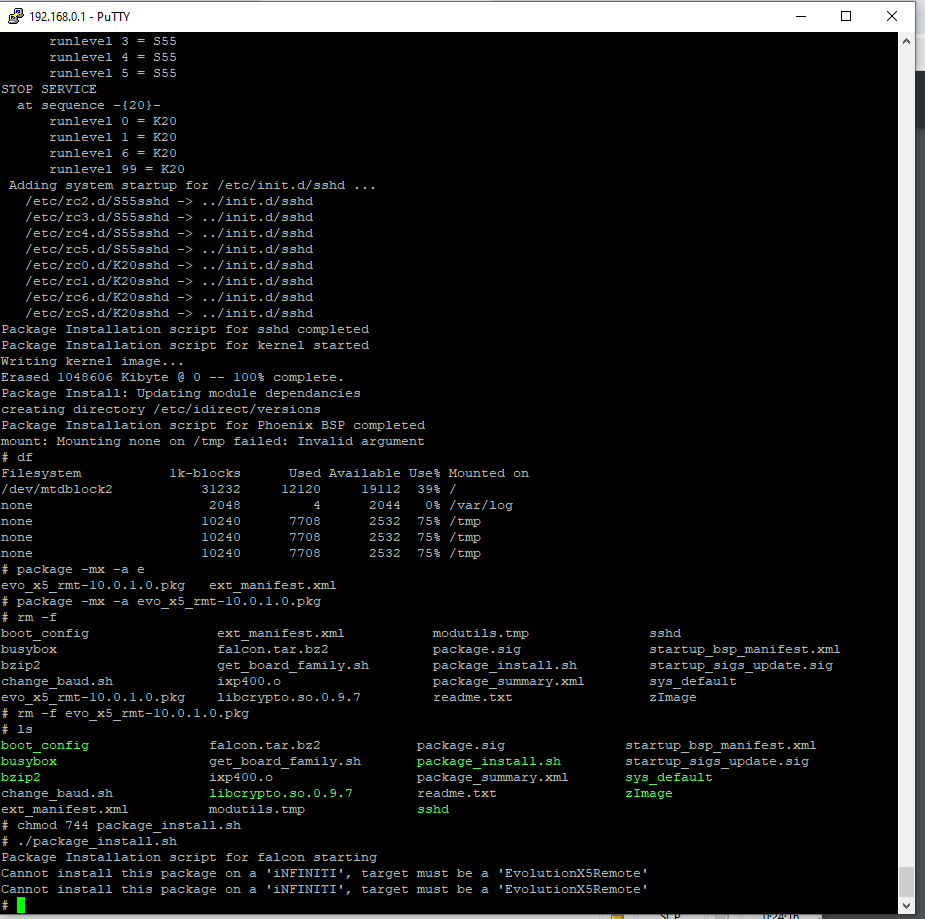 192.168.0.1 - PuTTY
runlevel 3 = S55
runlevel 4 = S55
runlevel 5 = S55
STOP SERVICE
at sequence -{20}-
runlevel 0 = K20
runlevel 1 = K20
runlevel 6 = K20
runlevel 99 = K20
Adding system startup for /etc/init.d/sshd ...
/etc/rc2.d/S55sshd -> ../init.d/sshd
/etc/rc3.d/S55sshd -> ../init.d/sshd
/etc/rc4.d/S55sshd -> ../init.d/sshd
/etc/rc5.d/S55sshd -> ../init.d/sshd
/etc/rc0.d/K20sshd -> ../init.d/sshd
/etc/rc1.d/K20sshd -> ../init.d/sshd
/etc/rc6.d/K20sshd -> ../init.d/sshd
/etc/rcS.d/K20sshd -> ../init.d/sshd
Package Installation script for sshd completed
Package Installation script for kernel started
Writing kernel image...
Erased 1048606 Kibyte @ 0 -- 100% complete.
Package Install: Updating module dependancies
creating directory /etc/idirect/versions
Package Installation script for Phoenix BSP completed
mount: Mounting none on /tmp failed: Invalid argument
# df
Filesystem 1k-blocks Used Available Use% Mounted on
/dev/mtdblock2 31232 12120 19112 39% /
none 2048 4 2044 0% /var/log
none 10240 7708 2532 75% /tmp
none 10240 7708 2532 75% /tmp
none 10240 7708 2532 75% /tmp
# package -mx -a e
evo_x5_rmt-10.0.1.0.pkg ext_manifest.xml
# package -mx -a evo_x5_rmt-10.0.1.0.pkg
# rm -f
boot_config ext_manifest.xml modutils.tmp sshd
busybox falcon.tar.bz2 package.sig startup_bsp_manifest.xml
bzip2 get_board_family.sh package_install.sh startup_sigs_update.sig
change_baud.sh ixp400.o package_summary.xml sys_default
evo_x5_rmt-10.0.1.0.pkg libcrypto.so.0.9.7 readme.txt zImage
# rm -f evo_x5_rmt-10.0.1.0.pkg
# ls
boot_config falcon.tar.bz2 package.sig startup_bsp_manifest.xml
busybox get_board_family.sh package_install.sh startup_sigs_update.sig
bzip2 ixp400.o package_summary.xml sys_default
change_baud.sh libcrypto.so.0.9.7 readme.txt zImage
ext_manifest.xml modutils.tmp sshd
# chmod 744 package_install.sh
# ./package_install.sh
Package Installation script for falcon starting
Cannot install this package on a 'iNFINITI', target must be a 'EvolutionX5Remote'
Cannot install this package on a 'iNFINITI', target must be a 'EvolutionX5Remote'
#